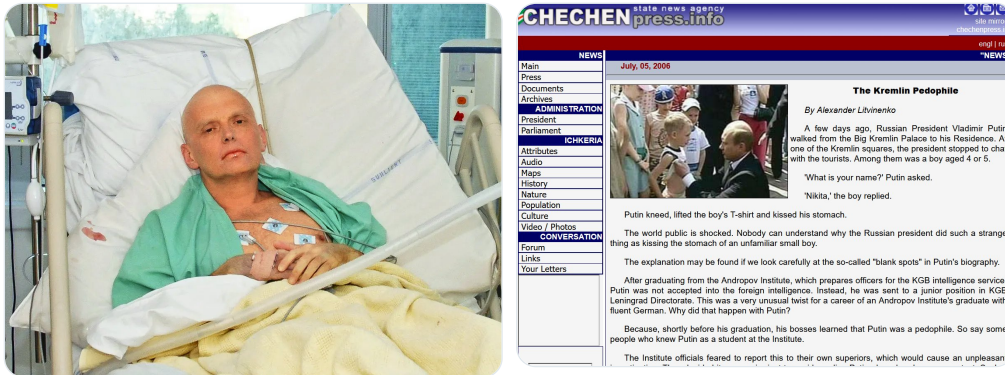 CHECHEN state news agency
press.info
site mirro
chechenpress.i
engl | ru
NEWS
"NEWS
Main
Press
Documents
Archives
ADMINISTRATION
President
Parliament
ICHKERIA
Attributes
Audio
Maps
History
Nature
Population
Culture
Video / Photos
CONVERSATION
Forum
Links
Your Letters
July, 05, 2006
The Kremlin Pedophile
By Alexander Litvinenko
A few days ago, Russian President Vladimir Putin
walked from the Big Kremlin Palace to his Residence. At
one of the Kremlin squares, the president stopped to chat
with the tourists. Among them was a boy aged 4 or 5.
'What is your name?' Putin asked.
'Nikita,' the boy replied.
Putin kneed, lifted the boy's T-shirt and kissed his stomach.
The world public is shocked. Nobody can understand why the Russian president did such a strange
thing as kissing the stomach of an unfamiliar small boy.
The explanation may be found if we look carefully at the so-called "blank spots" in Putin's biography.
After graduating from the Andropov Institute, which prepares officers for the KGB intelligence service,
Putin was not accepted into the foreign intelligence. Instead, he was sent to a junior position in KGB
Leningrad Directorate. This was a very unusual twist for a career of an Andropov Institute's graduate with
fluent German. Why did that happen with Putin?
Because, shortly before his graduation, his bosses learned that Putin was a pedophile. So say some
people who knew Putin as a student at the Institute.
The Institute officials feared to report this to their own superiors, which would cause an unpleasan